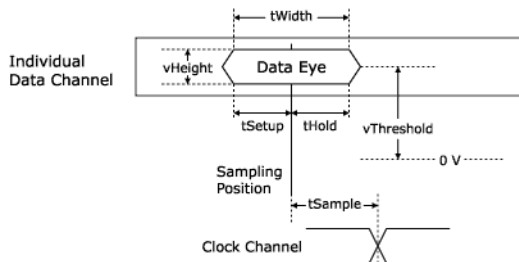 tWidth
Individual
Data Channel
vHeight
Data Eye
tSetup
tHold
vThreshold
0 V
Sampling
Position
tSample
Clock Channel